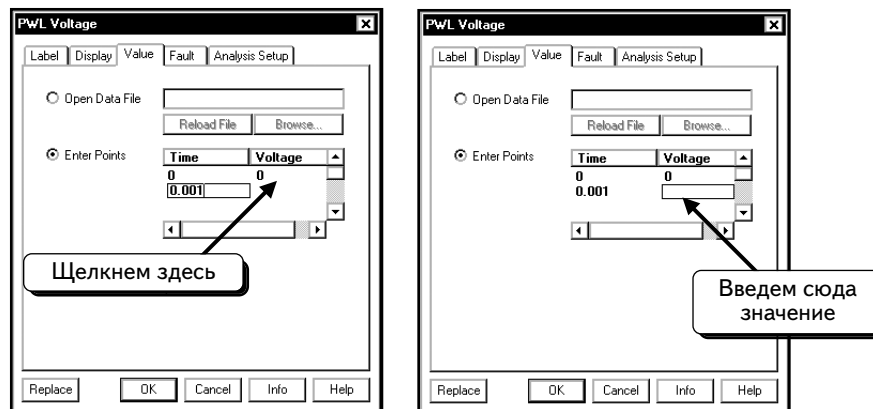 PWL Voltage
Label Display Value Fault Analysis Setup
Open Data File
Reload File Browse...
Enter Points
Time Voltage
0 0
0.001
Щелкнем здесь
Replace OK Cancel Info Help
PWL Voltage
Label Display Value Fault Analysis Setup
Open Data File
Reload File Browse...
Enter Points
Time Voltage
0 0
0.001
Введем сюда
значение
Replace OK Cancel Info Help